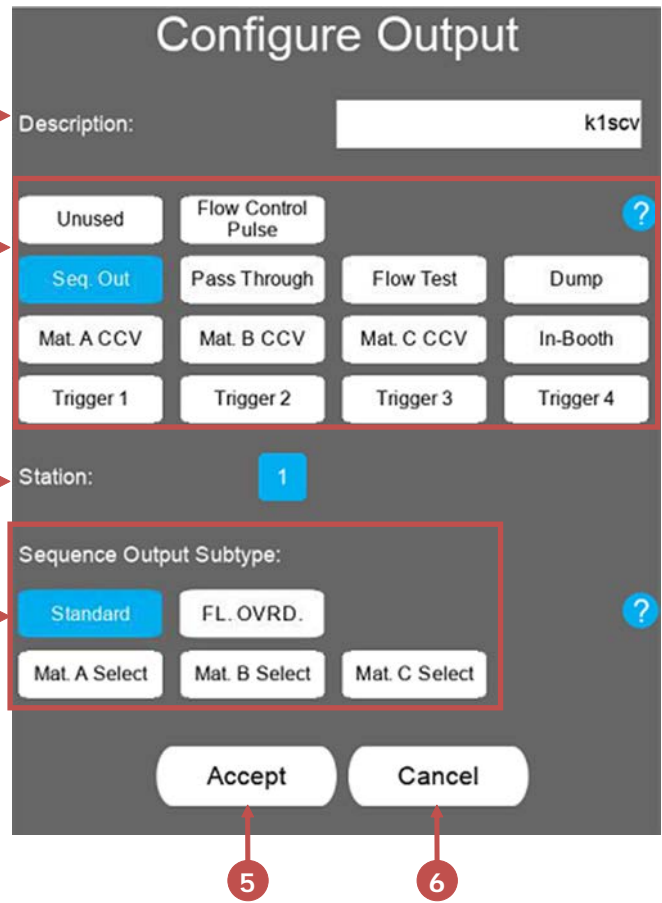 Configure Output
Description: k1scv
Unused Flow Control Pulse ?
Seq. Out Pass Through Flow Test Dump
Mat. A CCV Mat. B CCV Mat. C CCV In-Booth
Trigger 1 Trigger 2 Trigger 3 Trigger 4
Station: 1
Sequence Output Subtype:
Standard FL. OVRD. ?
Mat. A Select Mat. B Select Mat. C Select
Accept Cancel
5 6